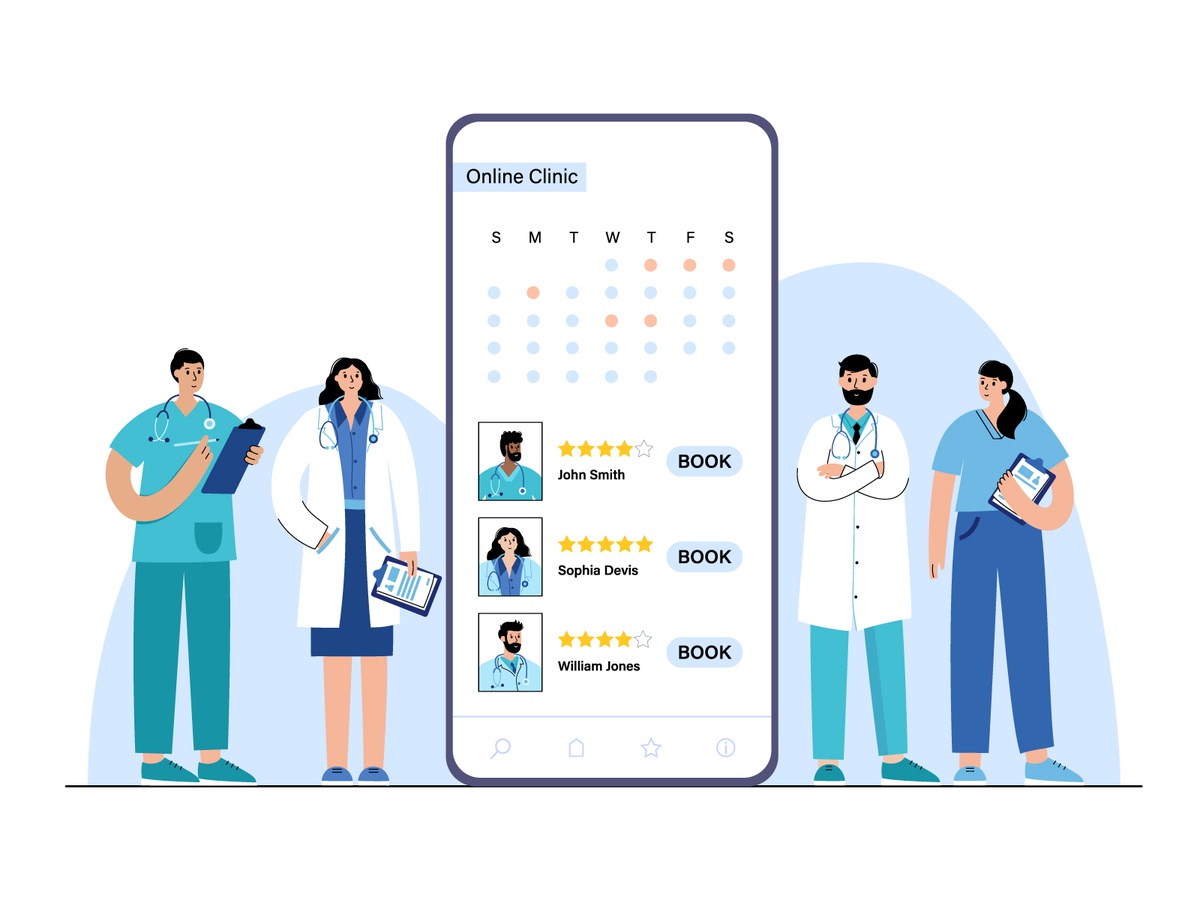 Online Clinic
S M T W T F S
John Smith
BOOK
Sophia Devis
BOOK
William Jones
BOOK